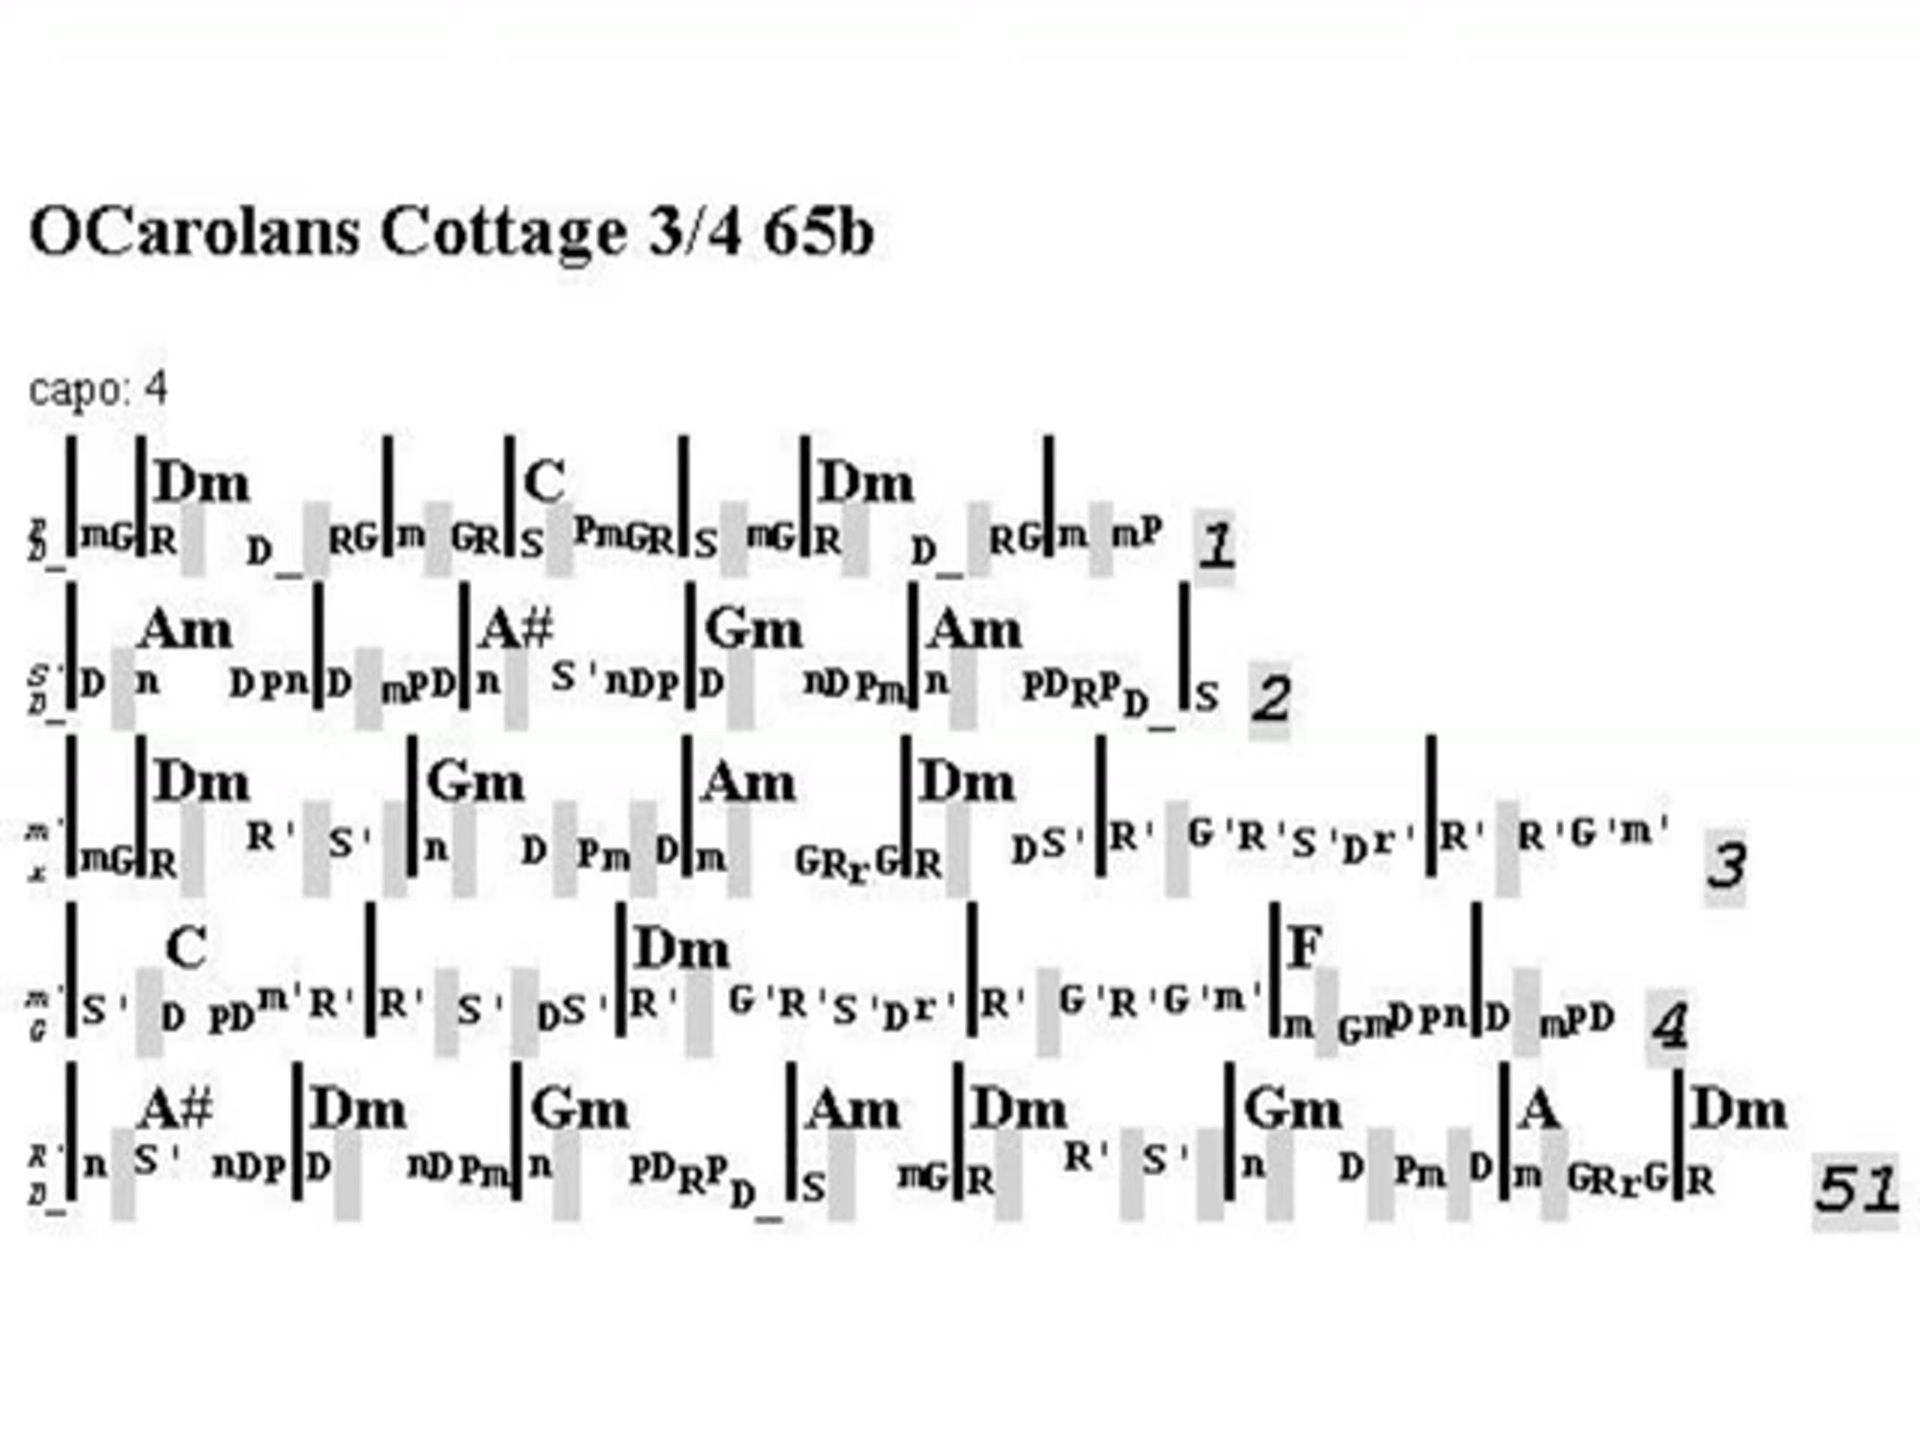 OCarolans Cottage 3/4 65b
capo: 4
Dm C Dm
|mG|R D_ RG|m GR|S PmGR|S mG|R D_ RG|m mP 1
Am A# Gm Am
S' D_ |D n DPn|D mPD|n S'nDP|D nDPm|n PDRPD_|S 2
Dm Gm Am Dm
m' r |mG|R R' S' |n D Pm D|m GRrG|R DS'|R' G'R'S'Dr'|R' R'G'm' 3
C Dm F
m' G |S' D PDm'R'|R' S' DS'|R' G'R'S'Dr'|R' G'R'G'm'|m GmDPn|D mPD 4
A# Dm Gm Am Dm Gm A Dm
R' D_ |n S' nDP|D nDPm|n PDRPD_|S mG|R R' S' |n D Pm D|m GRrG|R 51